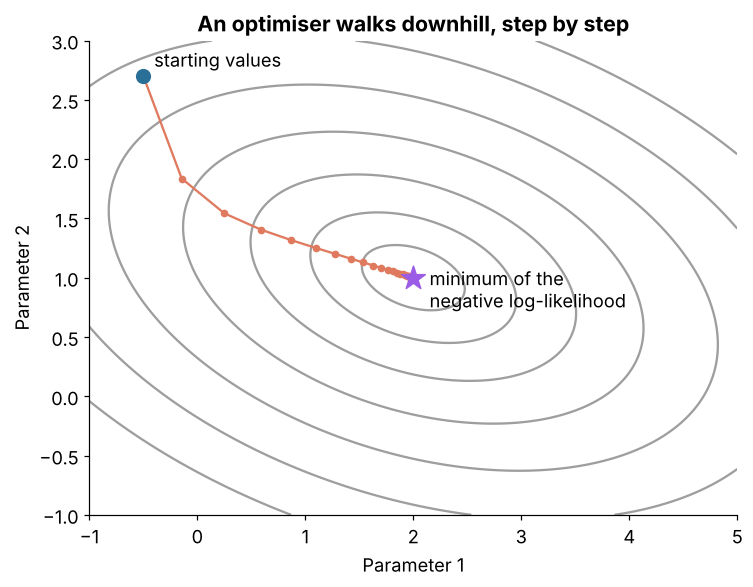 An optimiser walks downhill, step by step
3.0
starting values
2.5
2.0
1.5
1.0
minimum of the
negative log-likelihood
0.5
0.0
−0.5
−1.0
Parameter 2
−1
0
1
2
3
4
5
Parameter 1